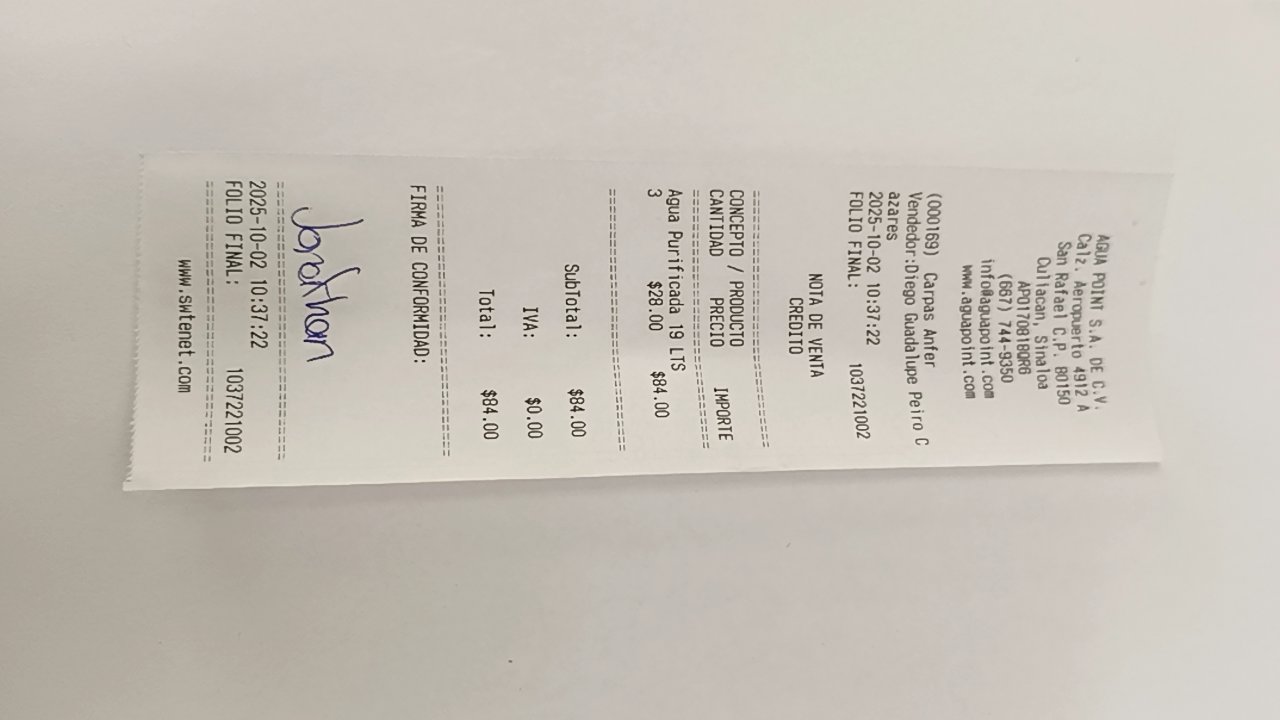 AGUA POINT S.A. DE C.V.
Calz. Aeropuerto 4912 A
San Rafael C.P. 80150
Culiacan, Sinaloa
APO170818QR6
(667) 744-9350
info@aguapoint.com
www.aguapoint.com
(000169) Carpas Anfer
Vendedor:Diego Guadalupe Peiro C
azares
2025-10-02 10:37:22
FOLIO FINAL: 1037221002
NOTA DE VENTA
CREDITO
CONCEPTO / PRODUCTO
CANTIDAD PRECIO IMPORTE
Agua Purificada 19 LTS
3 $28.00 $84.00
SubTotal: $84.00
IVA: $0.00
Total: $84.00
FIRMA DE CONFORMIDAD:
Jonathan
2025-10-02 10:37:22
FOLIO FINAL: 1037221002
www.swtenet.com